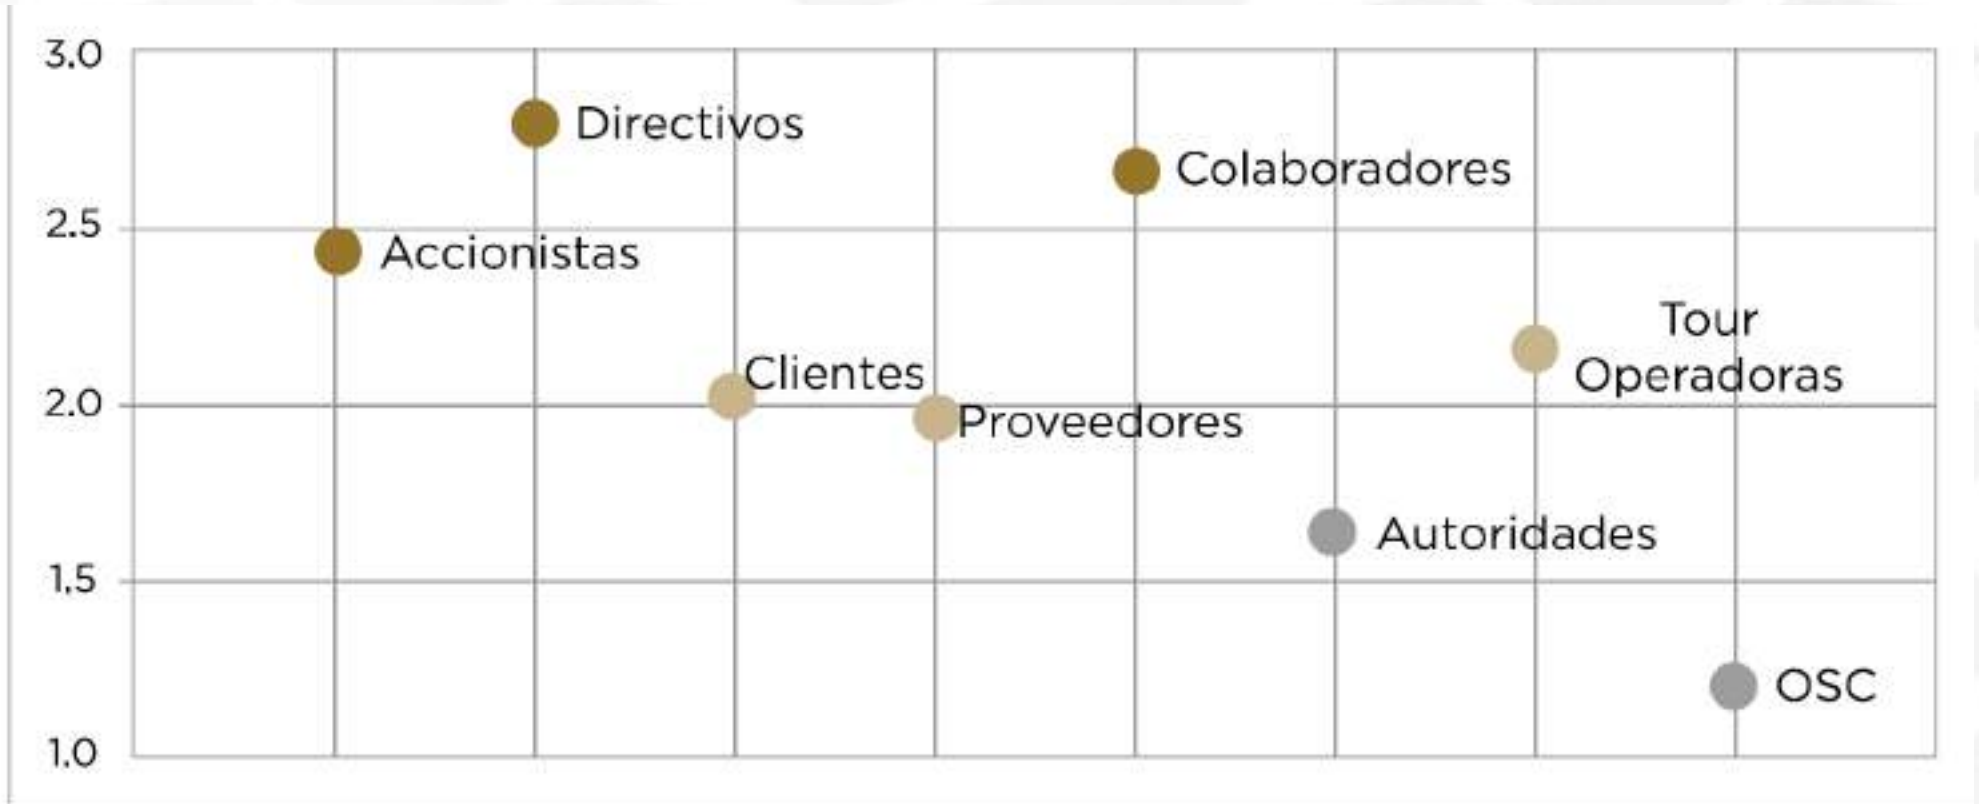 3.0
Directivos
Colaboradores
2.5
Accionistas
Tour
Operadoras
Clientes
2.0
Proveedores
Autoridades
1.5
OSC
1.0